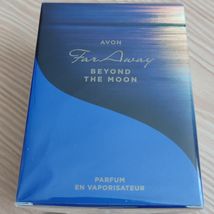 AVON
Far Away
BEYOND
THE MOON
PARFUM
EN VAPORISATEUR